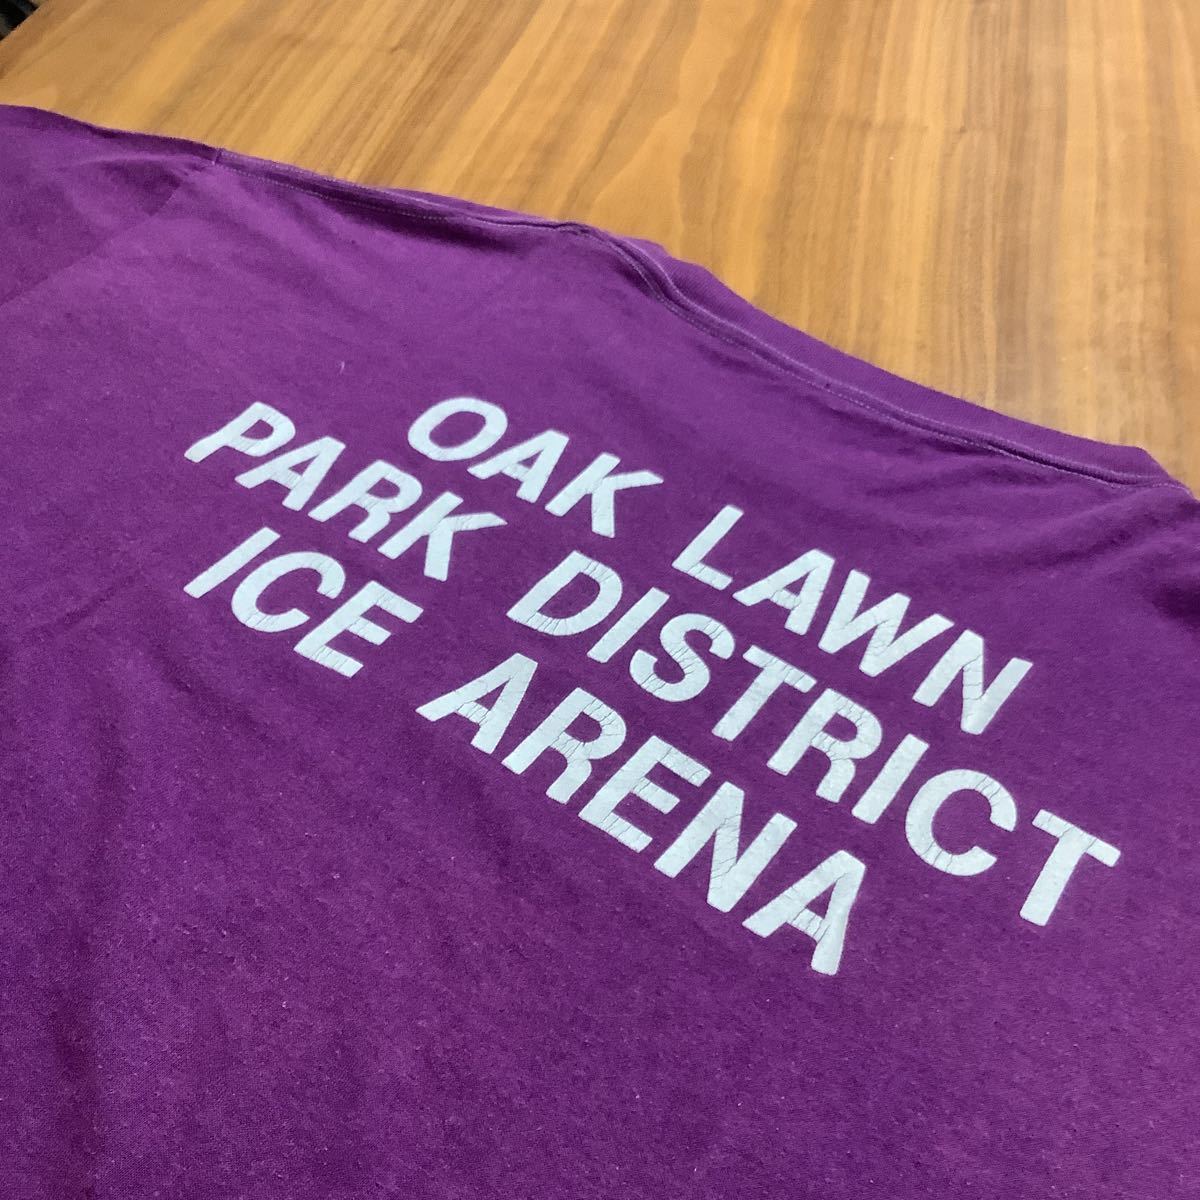 OAK LAWN
PARK DISTRICT
ICE ARENA